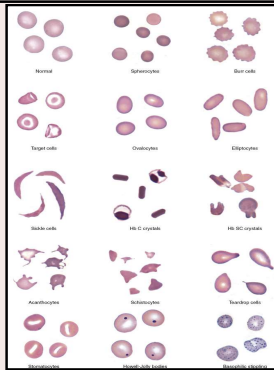 Normal
Spherocytes
Burr cells
Target cells
Ovalocytes
Elliptocytes
Sickle cells
Hb C crystals
Hb SC crystals
Acanthocytes
Schistocytes
Teardrop cells
Stomatocytes
Howell-Jolly bodies
Basophilic stippling